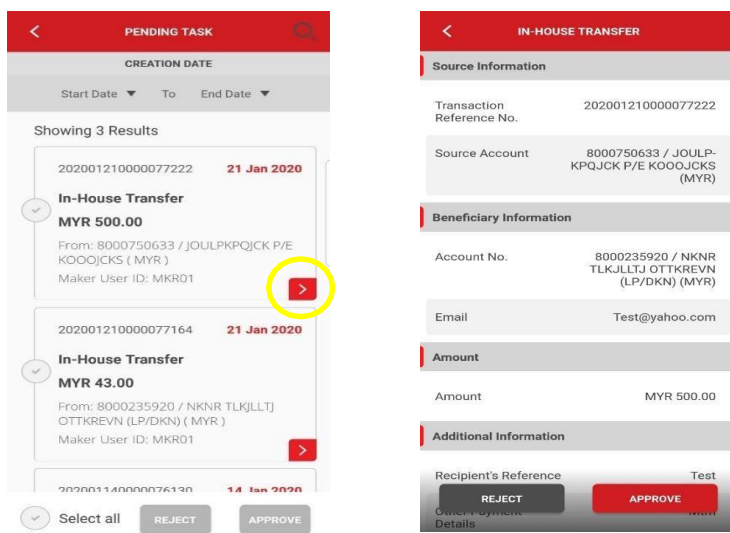 PENDING TASK
CREATION DATE
Start Date ▼ To End Date ▼
Showing 3 Results
202001210000077222 21 Jan 2020
In-House Transfer
MYR 500.00
From: 8000750633 / JOULPKPQJCK P/E
KOOOJCKS ( MYR )
Maker User ID: MKR01
202001210000077164 21 Jan 2020
In-House Transfer
MYR 43.00
From: 8000235920 / NKNR TLKJLLTJ
OTTKREVN (LP/DKN) ( MYR )
Maker User ID: MKR01
202001140000076130 14 Jan 2020
Select all REJECT APPROVE
IN-HOUSE TRANSFER
Source Information
Transaction
Reference No.
202001210000077222
Source Account
8000750633 / JOULP-
KPQJCK P/E KOOOJCKS
(MYR)
Beneficiary Information
Account No.
8000235920 / NKNR
TLKJLLTJ OTTKREVN
(LP/DKN) (MYR)
Email Test@yahoo.com
Amount
Amount MYR 500.00
Additional Information
Recipient's Reference Test
REJECT APPROVE
Other Payment
Details